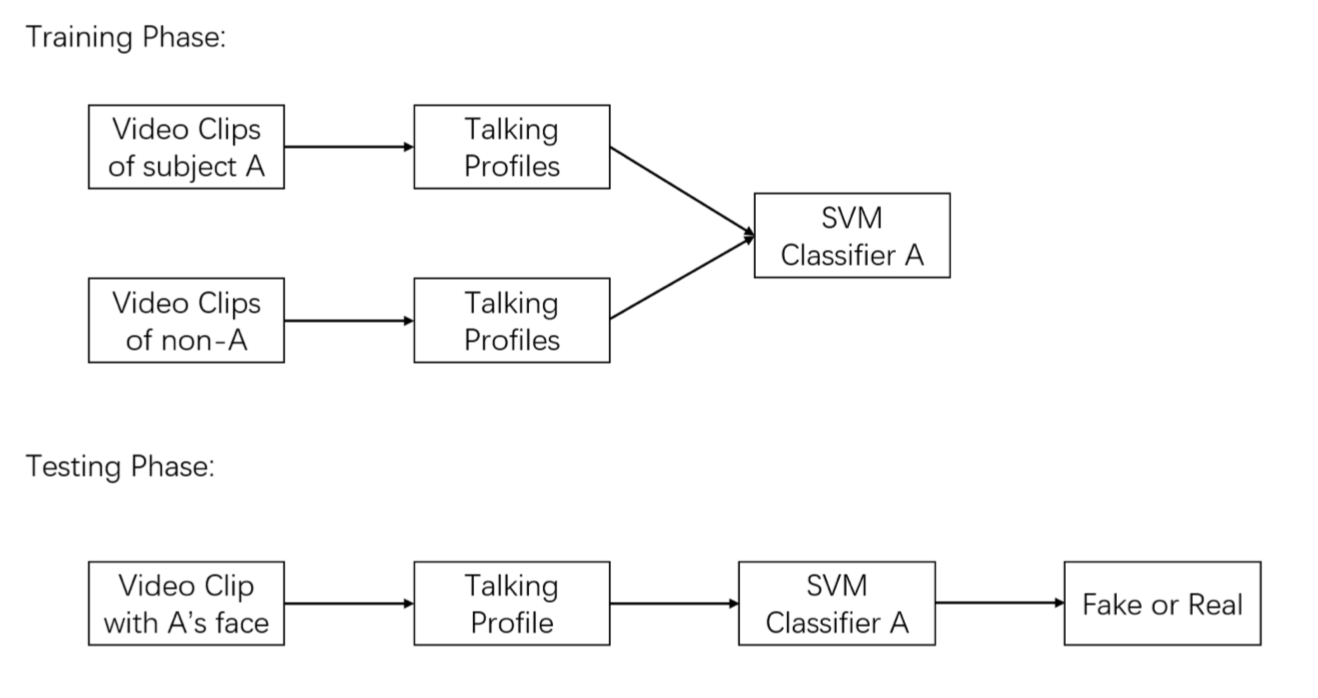 Training Phase:
Video Clips
of subject A
Talking
Profiles
SVM
Classifier A
Video Clips
of non-A
Talking
Profiles
Testing Phase:
Video Clip
with A's face
Talking
Profile
SVM
Classifier A
Fake or Real